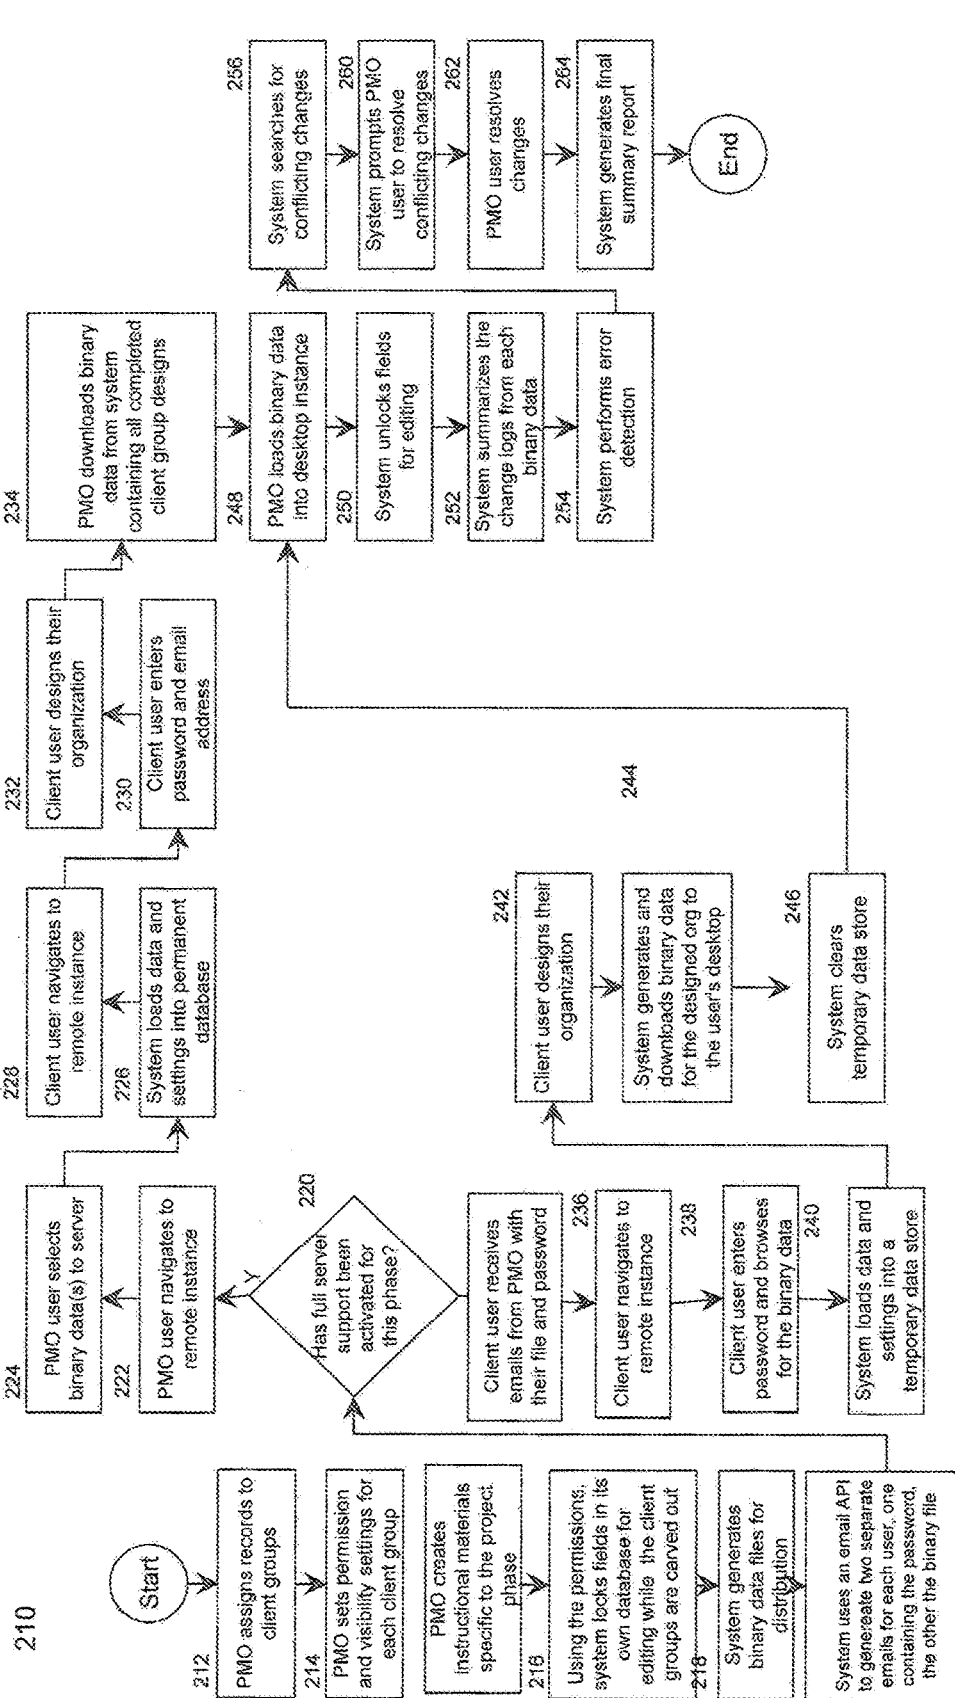 210
Start
212
PMO assigns records to
client groups
214
PMO sets permission
and visibility settings for
each client group
PMO creates
instructional materials
specific to the project
phase
216
Using the permissions,
system locks fields in its
own database for
editing while the client
groups are carved out
218
System generates
binary data files for
distribution
System uses an email API
to genereate two separate
emails for each user, one
containing the password,
the other the binary file
220
Has full server
support been
activated for
this phase?
Y
222
PMO user navigates to
remote instance
224
PMO user selects
binary data(s) to server
226
System loads data and
settings into permanent
database
228
Client user navigates to
remote instance
230
Client user enters
password and email
address
232
Client user designs their
organization
234
PMO downloads binary
data from system
containing all completed
client group designs
Client user receives
emails from PMO with
their file and password
236
Client user navigates to
remote instance
238
Client user enters
password and browses
for the binary data
240
System loads data and
settings into a
temporary data store
242
Client user designs their
organization
244
System generates and
downloads binary data
for the designed org to
the user's desktop
246
System clears
temporary data store
248
PMO loads binary data
into desktop instance
250
System unlocks fields
for editing
252
System summarizes the
change logs from each
binary data
254
System performs error
detection
256
System searches for
conflicting changes
260
System prompts PMO
user to resolve
conflicting changes
262
PMO user resolves
changes
264
System generates final
summary report
End